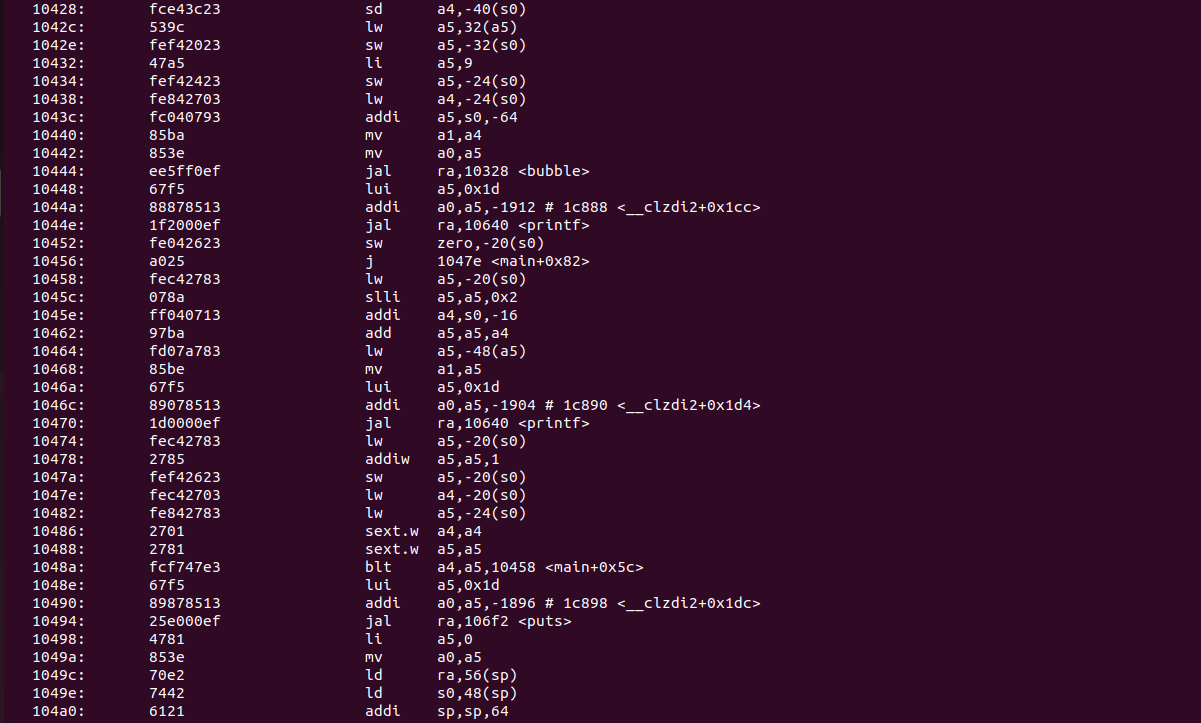 10428: fce43c23 sd a4,-40(s0)
1042c: 539c lw a5,32(a5)
1042e: fef42023 sw a5,-32(s0)
10432: 47a5 li a5,9
10434: fef42423 sw a5,-24(s0)
10438: fe842703 lw a4,-24(s0)
1043c: fc040793 addi a5,s0,-64
10440: 85ba mv a1,a4
10442: 853e mv a0,a5
10444: ee5ff0ef jal ra,10328 <bubble>
10448: 67f5 lui a5,0x1d
1044a: 88878513 addi a0,a5,-1912 # 1c888 <__clzdi2+0x1cc>
1044e: 1f2000ef jal ra,10640 <printf>
10452: fe042623 sw zero,-20(s0)
10456: a025 j 1047e <main+0x82>
10458: fec42783 lw a5,-20(s0)
1045c: 078a slli a5,a5,0x2
1045e: ff040713 addi a4,s0,-16
10462: 97ba add a5,a5,a4
10464: fd07a783 lw a5,-48(a5)
10468: 85be mv a1,a5
1046a: 67f5 lui a5,0x1d
1046c: 89078513 addi a0,a5,-1904 # 1c890 <__clzdi2+0x1d4>
10470: 1d0000ef jal ra,10640 <printf>
10474: fec42783 lw a5,-20(s0)
10478: 2785 addiw a5,a5,1
1047a: fef42623 sw a5,-20(s0)
1047e: fec42703 lw a4,-20(s0)
10482: fe842783 lw a5,-24(s0)
10486: 2701 sext.w a4,a4
10488: 2781 sext.w a5,a5
1048a: fcf747e3 blt a4,a5,10458 <main+0x5c>
1048e: 67f5 lui a5,0x1d
10490: 89878513 addi a0,a5,-1896 # 1c898 <__clzdi2+0x1dc>
10494: 25e000ef jal ra,106f2 <puts>
10498: 4781 li a5,0
1049a: 853e mv a0,a5
1049c: 70e2 ld ra,56(sp)
1049e: 7442 ld s0,48(sp)
104a0: 6121 addi sp,sp,64